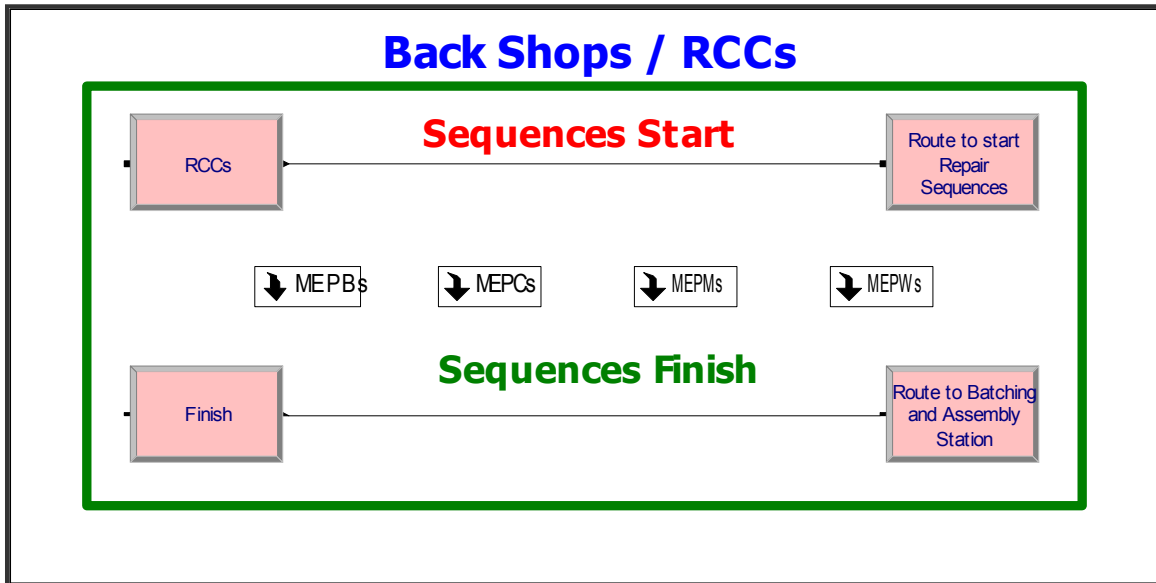 Back Shops / RCCs
Sequences Start
RCCs
Route to start
Repair
Sequences
MEPBs
MEPCs
MEPMs
MEPWs
Sequences Finish
Finish
Route to Batching
and Assembly
Station